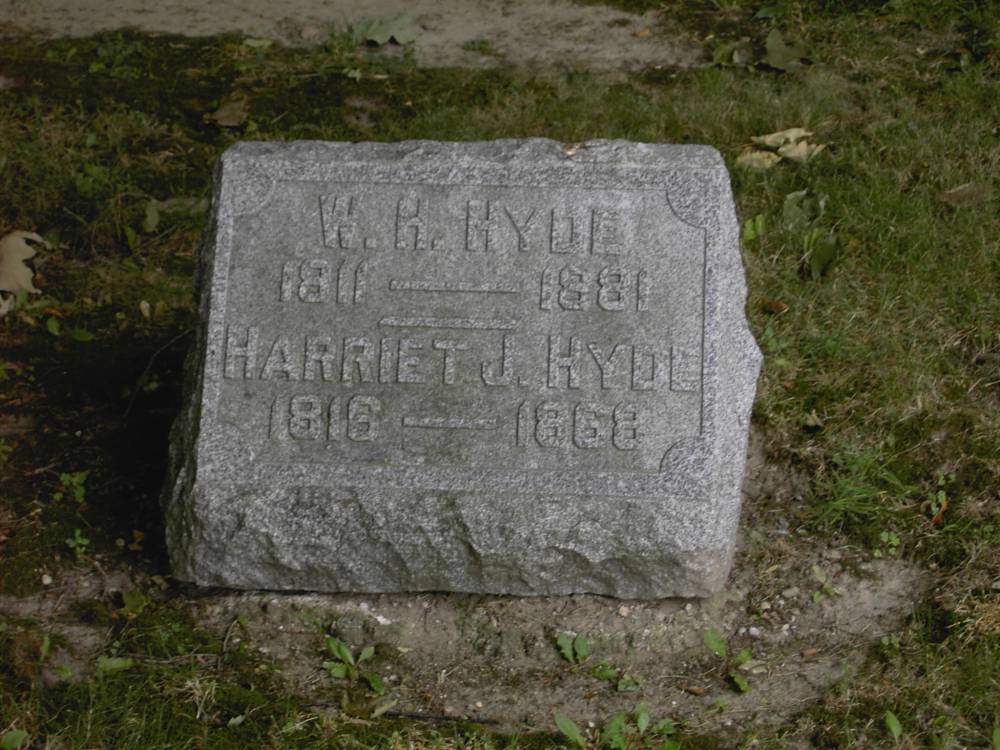 W. H. HYDE
1811 — 1881
HARRIET J. HYDE
1816 — 1868